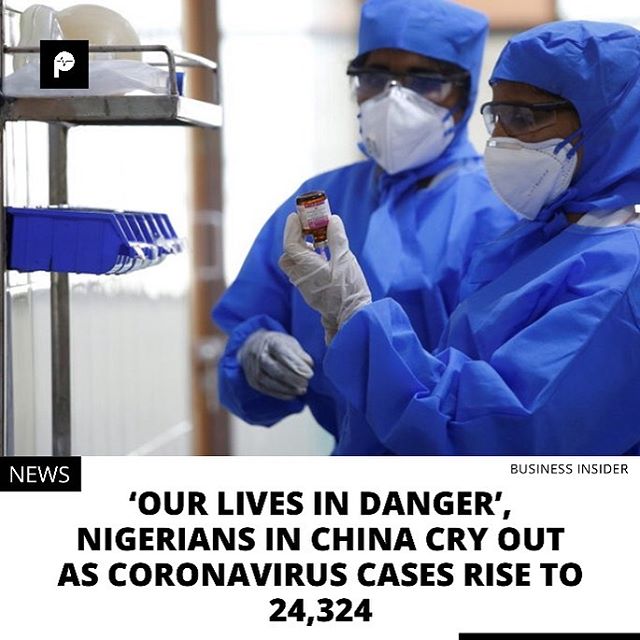 P
NEWS
BUSINESS INSIDER
‘OUR LIVES IN DANGER’,
NIGERIANS IN CHINA CRY OUT
AS CORONAVIRUS CASES RISE TO
24,324